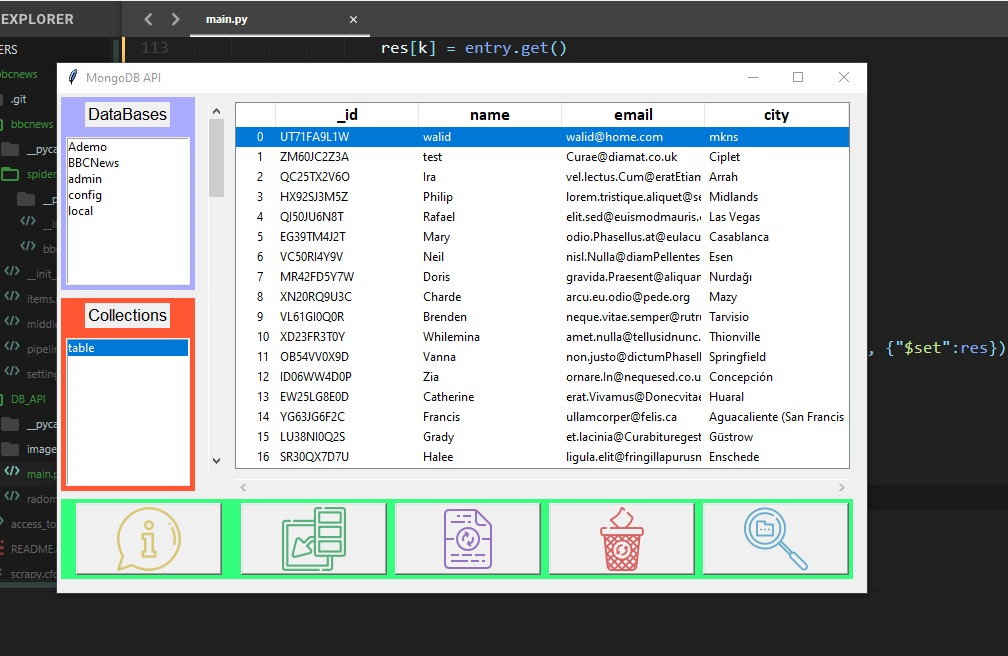 EXPLORER
main.py
113 res[k] = entry.get()
bbcnews
.git
bbcnews
__pyca
spider
items.
middle
pipelin
setting
DB_API
__pyca
image
main.p
radom
access_to
README.
scrapy.cfg
, {"$set":res})
MongoDB API
DataBases
Ademo
BBCNews
admin
config
local
Collections
table
_id name email city
0 UT71FA9L1W walid walid@home.com mkns
1 ZM60JC2Z3A test Curae@diamat.co.uk Ciplet
2 QC25TX2V6O Ira vel.lectus.Cum@eratEtiam Arrah
3 HX92SJ3M5Z Philip lorem.tristique.aliquet@se Midlands
4 QI50JU6N8T Rafael elit.sed@euismodmauris. Las Vegas
5 EG39TM4J2T Mary odio.Phasellus.at@eulacu Casablanca
6 VC50RI4Y9V Neil nisl.Nulla@diamPellentes Esen
7 MR42FD5Y7W Doris gravida.Praesent@aliquar Nurdağı
8 XN20RQ9U3C Charde arcu.eu.odio@pede.org Mazy
9 VL61GI0Q0R Brenden neque.vitae.semper@rutr Tarvisio
10 XD23FR3T0Y Whilemina amet.nulla@tellusidnunc. Thionville
11 OB54VV0X9D Vanna non.justo@dictumPhasell Springfield
12 ID06WW4D0P Zia ornare.In@nequesed.co.u Concepción
13 EW25LG8E0D Catherine erat.Vivamus@Donecvitae Huaral
14 YG63JG6F2C Francis ullamcorper@felis.ca Aguacaliente (San Francis
15 LU38NI0Q2S Grady et.lacinia@Curabituregest Güstrow
16 SR30QX7D7U Halee ligula.elit@fringillapurusn Enschede